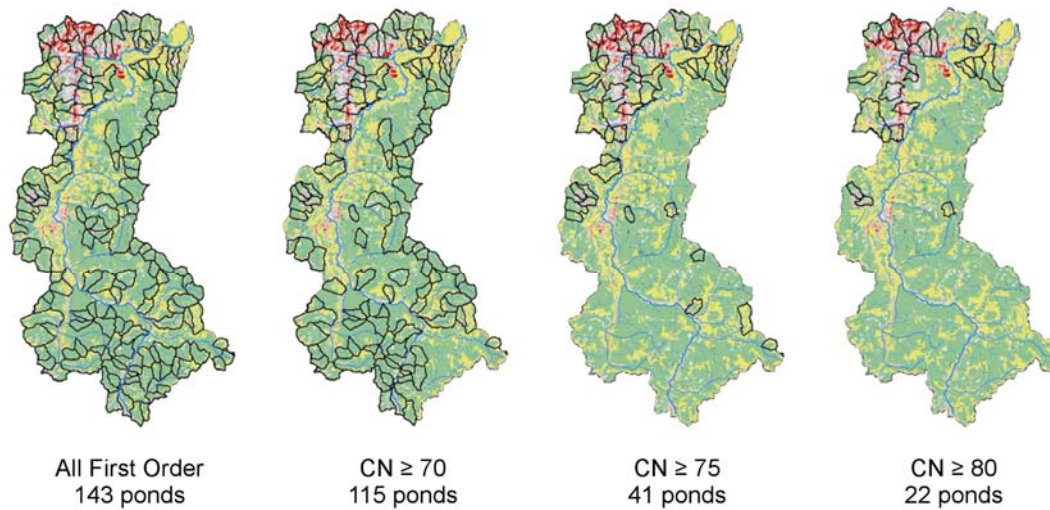 All First Order
143 ponds
CN ≥ 70
115 ponds
CN ≥ 75
41 ponds
CN ≥ 80
22 ponds